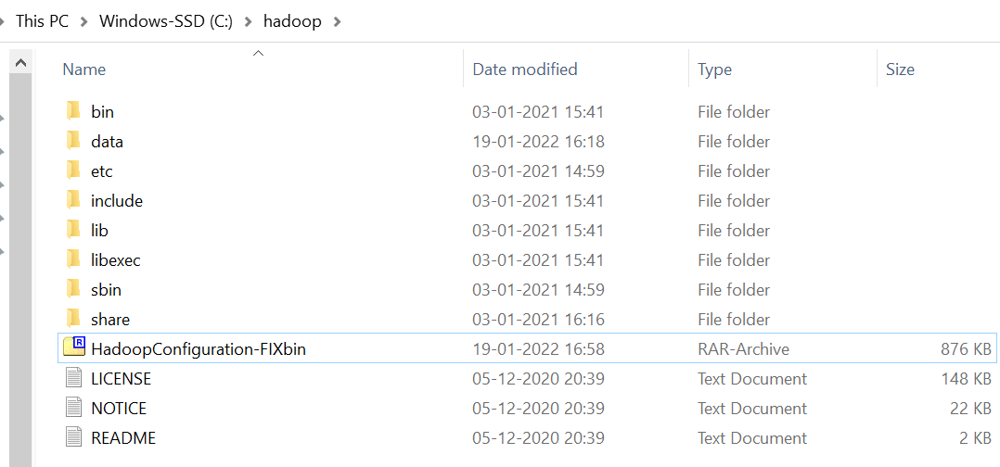 This PC > Windows-SSD (C:) > hadoop >
Name Date modified Type Size
bin 03-01-2021 15:41 File folder
data 19-01-2022 16:18 File folder
etc 03-01-2021 14:59 File folder
include 03-01-2021 15:41 File folder
lib 03-01-2021 15:41 File folder
libexec 03-01-2021 15:41 File folder
sbin 03-01-2021 14:59 File folder
share 03-01-2021 16:16 File folder
HadoopConfiguration-FIXbin 19-01-2022 16:58 RAR-Archive 876 KB
LICENSE 05-12-2020 20:39 Text Document 148 KB
NOTICE 05-12-2020 20:39 Text Document 22 KB
README 05-12-2020 20:39 Text Document 2 KB